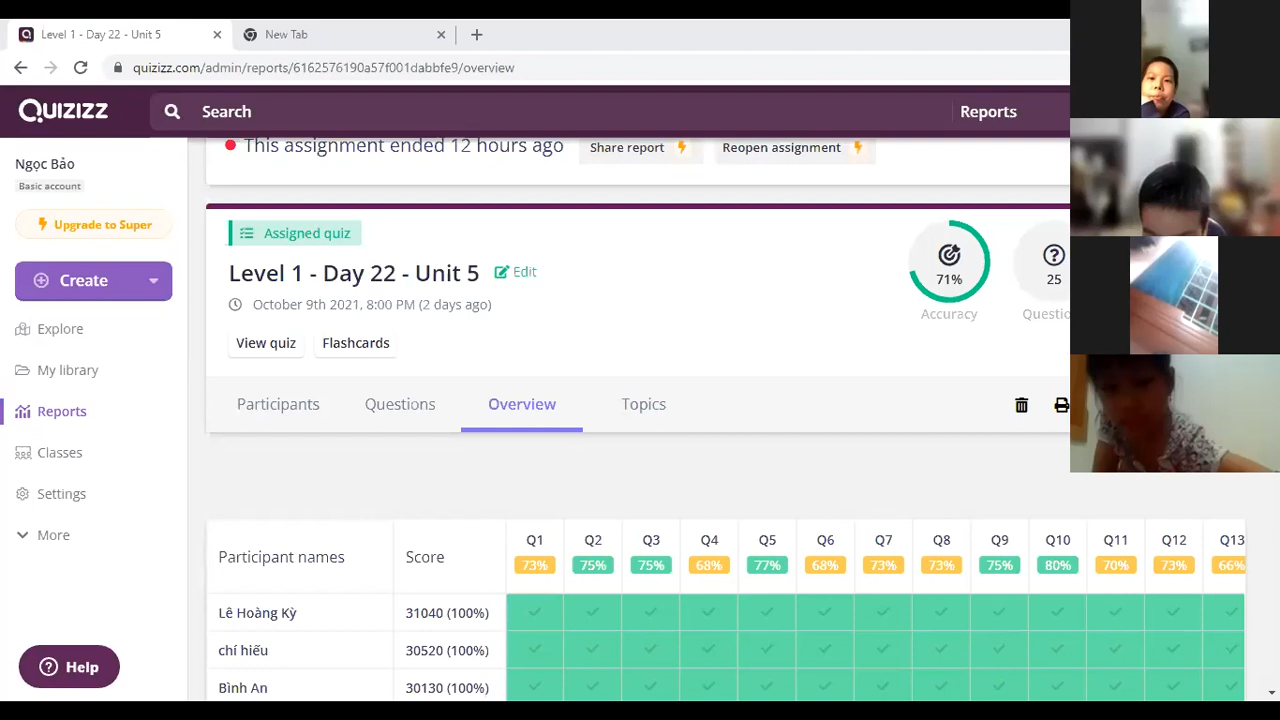 Level 1 - Day 22 - Unit 5
New Tab
quizizz.com/admin/reports/6162576190a57f001dabbfe9/overview
QUIZIZZ
Search
Reports
Ngọc Bảo
Basic account
Upgrade to Super
Create
Explore
My library
Reports
Classes
Settings
More
Help
This assignment ended 12 hours ago
Share report
Reopen assignment
Assigned quiz
Level 1 - Day 22 - Unit 5
Edit
October 9th 2021, 8:00 PM (2 days ago)
View quiz
Flashcards
71%
Accuracy
25
Questio
Participants
Questions
Overview
Topics
Participant names Score Q1 Q2 Q3 Q4 Q5 Q6 Q7 Q8 Q9 Q10 Q11 Q12 Q13
73% 75% 75% 68% 77% 68% 73% 73% 75% 80% 70% 73% 66%
Lê Hoàng Kỳ 31040 (100%)
chí hiếu 30520 (100%)
Bình An 30130 (100%)